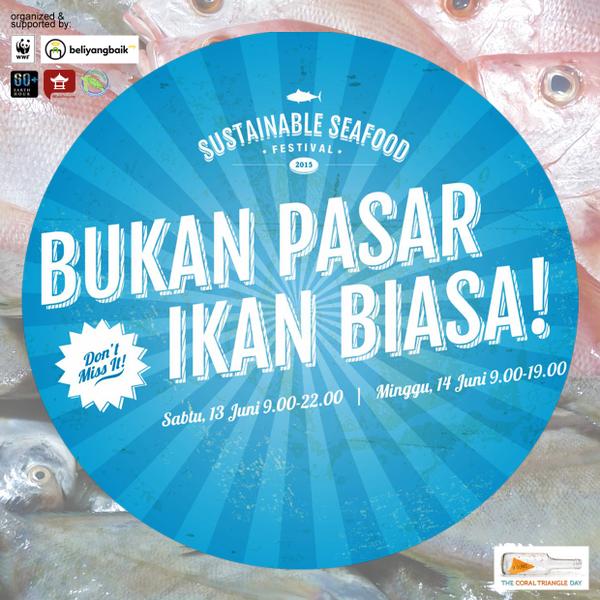 organized &
supported by:
WWF
beliyangbaik
60+
EARTH HOUR
SUSTAINABLE SEAFOOD
• FESTIVAL •
2015
BUKAN PASAR
IKAN BIASA!
Don't
Miss It!
Sabtu, 13 Juni 9.00-22.00 | Minggu, 14 Juni 9.00-19.00
THE CORAL TRIANGLE DAY